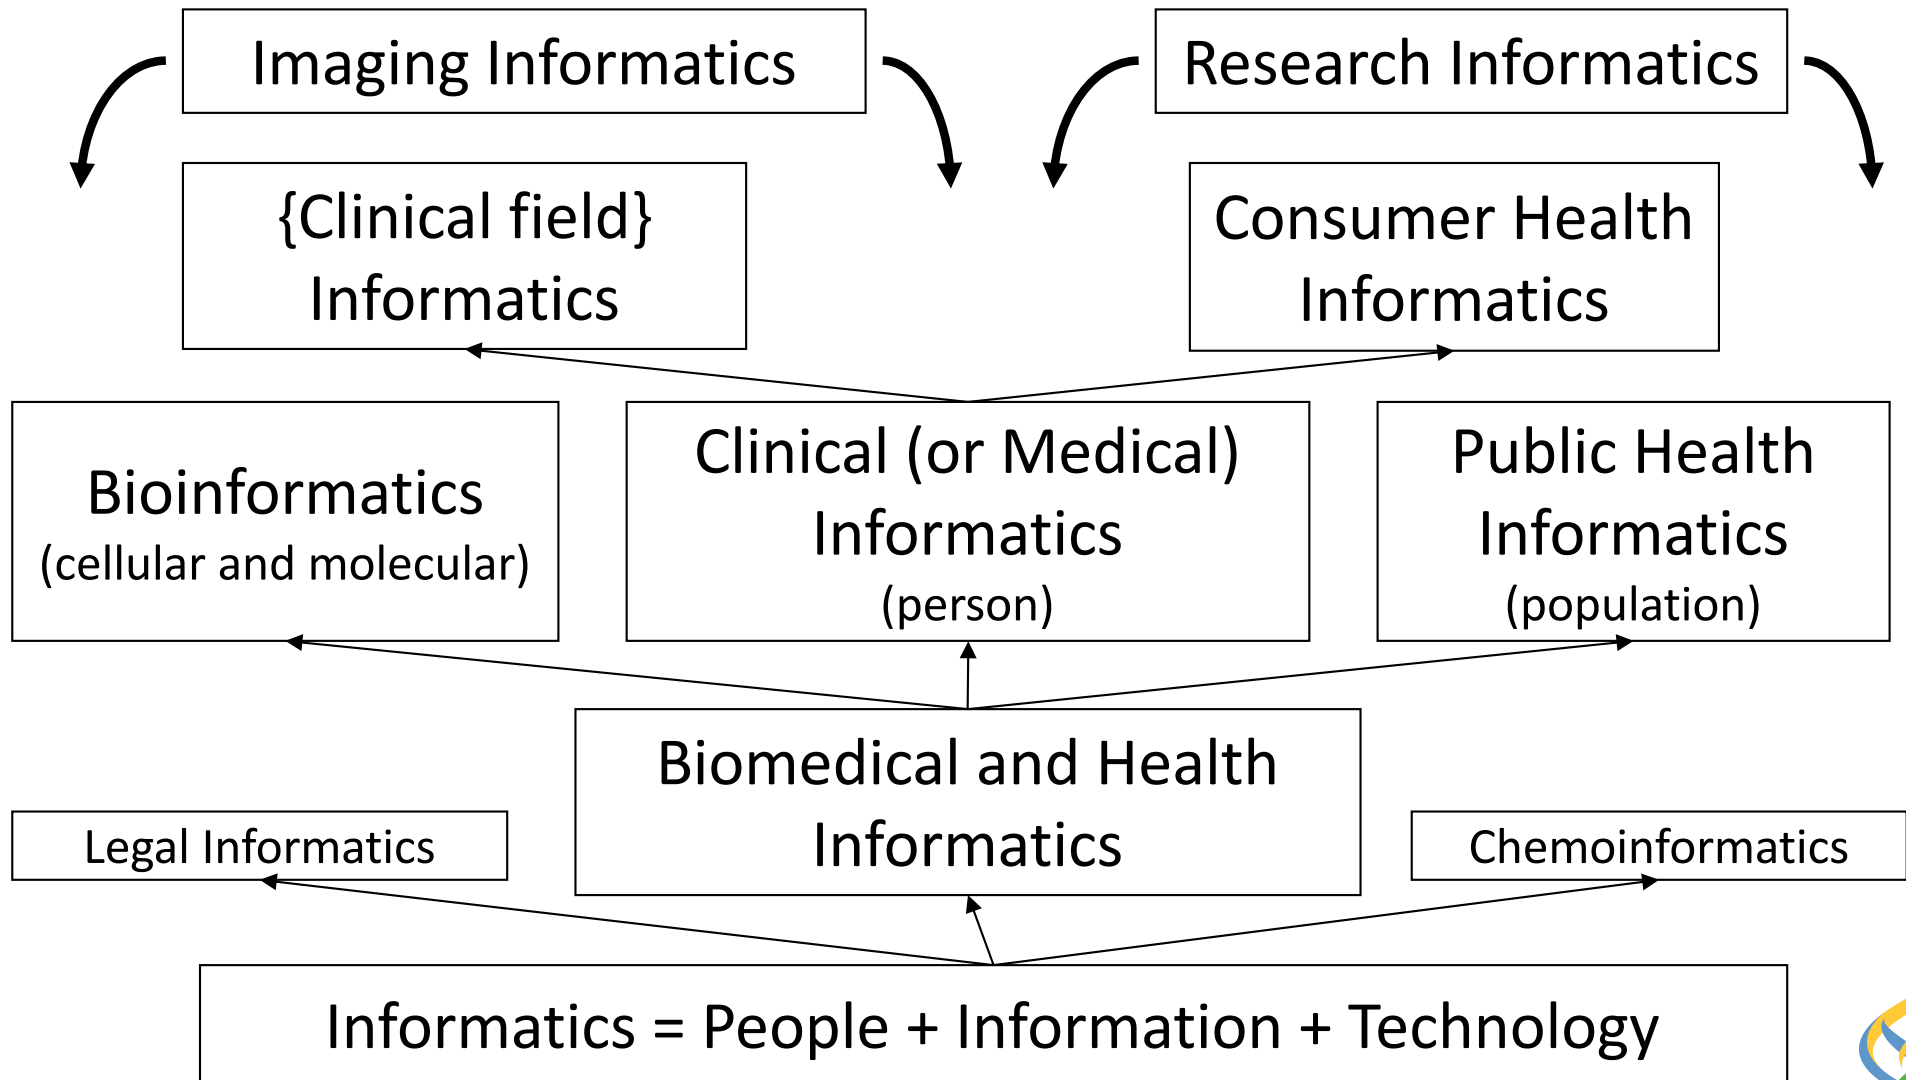 Imaging Informatics
Research Informatics
{Clinical field}
Informatics
Consumer Health
Informatics
Bioinformatics
(cellular and molecular)
Clinical (or Medical)
Informatics
(person)
Public Health
Informatics
(population)
Biomedical and Health
Informatics
Legal Informatics
Chemoinformatics
Informatics = People + Information + Technology